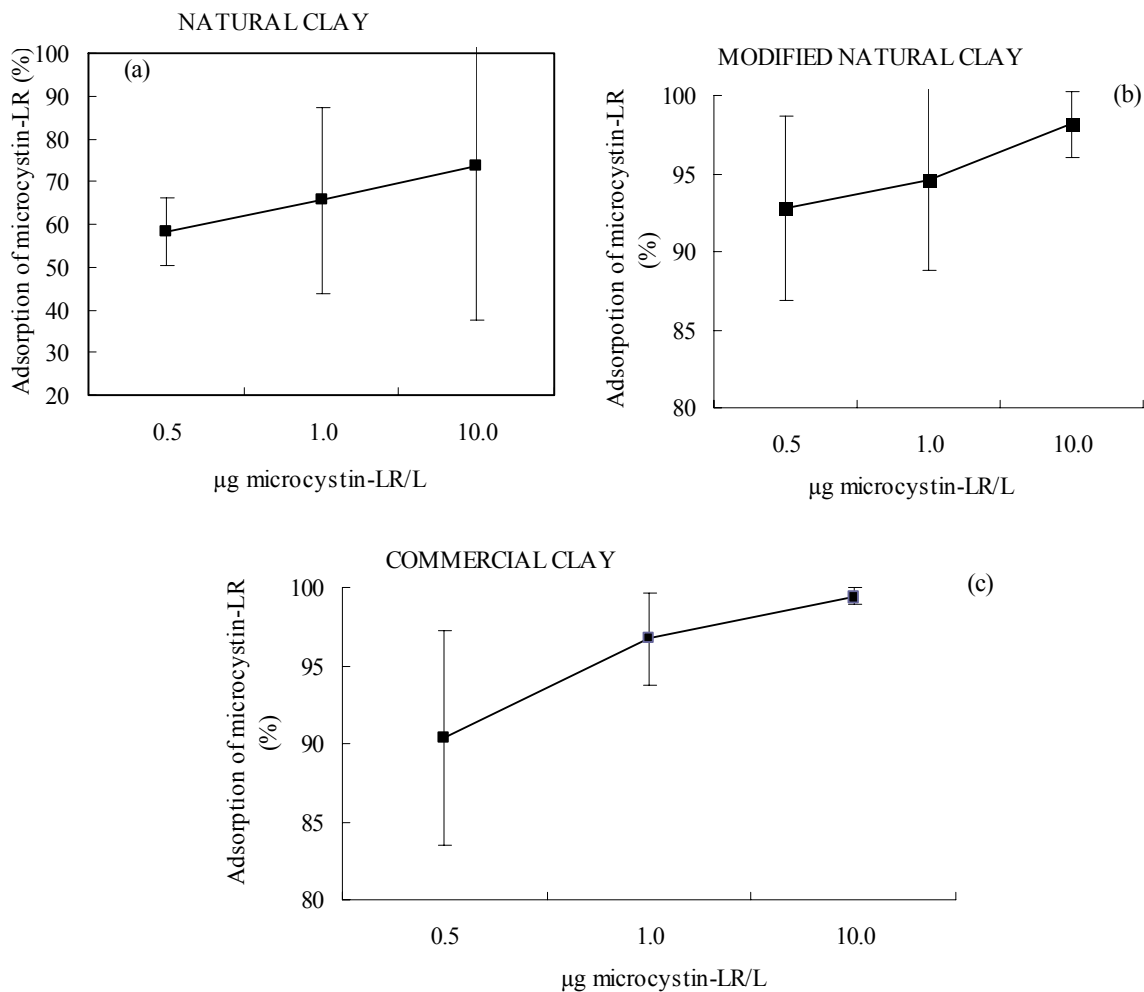 NATURAL CLAY
(a)
Adsorption of microcystin-LR (%)
100
90
80
70
60
50
40
30
20
0.5 1.0 10.0
μg microcystin-LR/L
MODIFIED NATURAL CLAY
(b)
Adsorpotion of microcystin-LR
(%)
100
95
90
85
80
0.5 1.0 10.0
μg microcystin-LR/L
COMMERCIAL CLAY
(c)
Adsorption of microcystin-LR
(%)
100
95
90
85
80
0.5 1.0 10.0
μg microcystin-LR/L